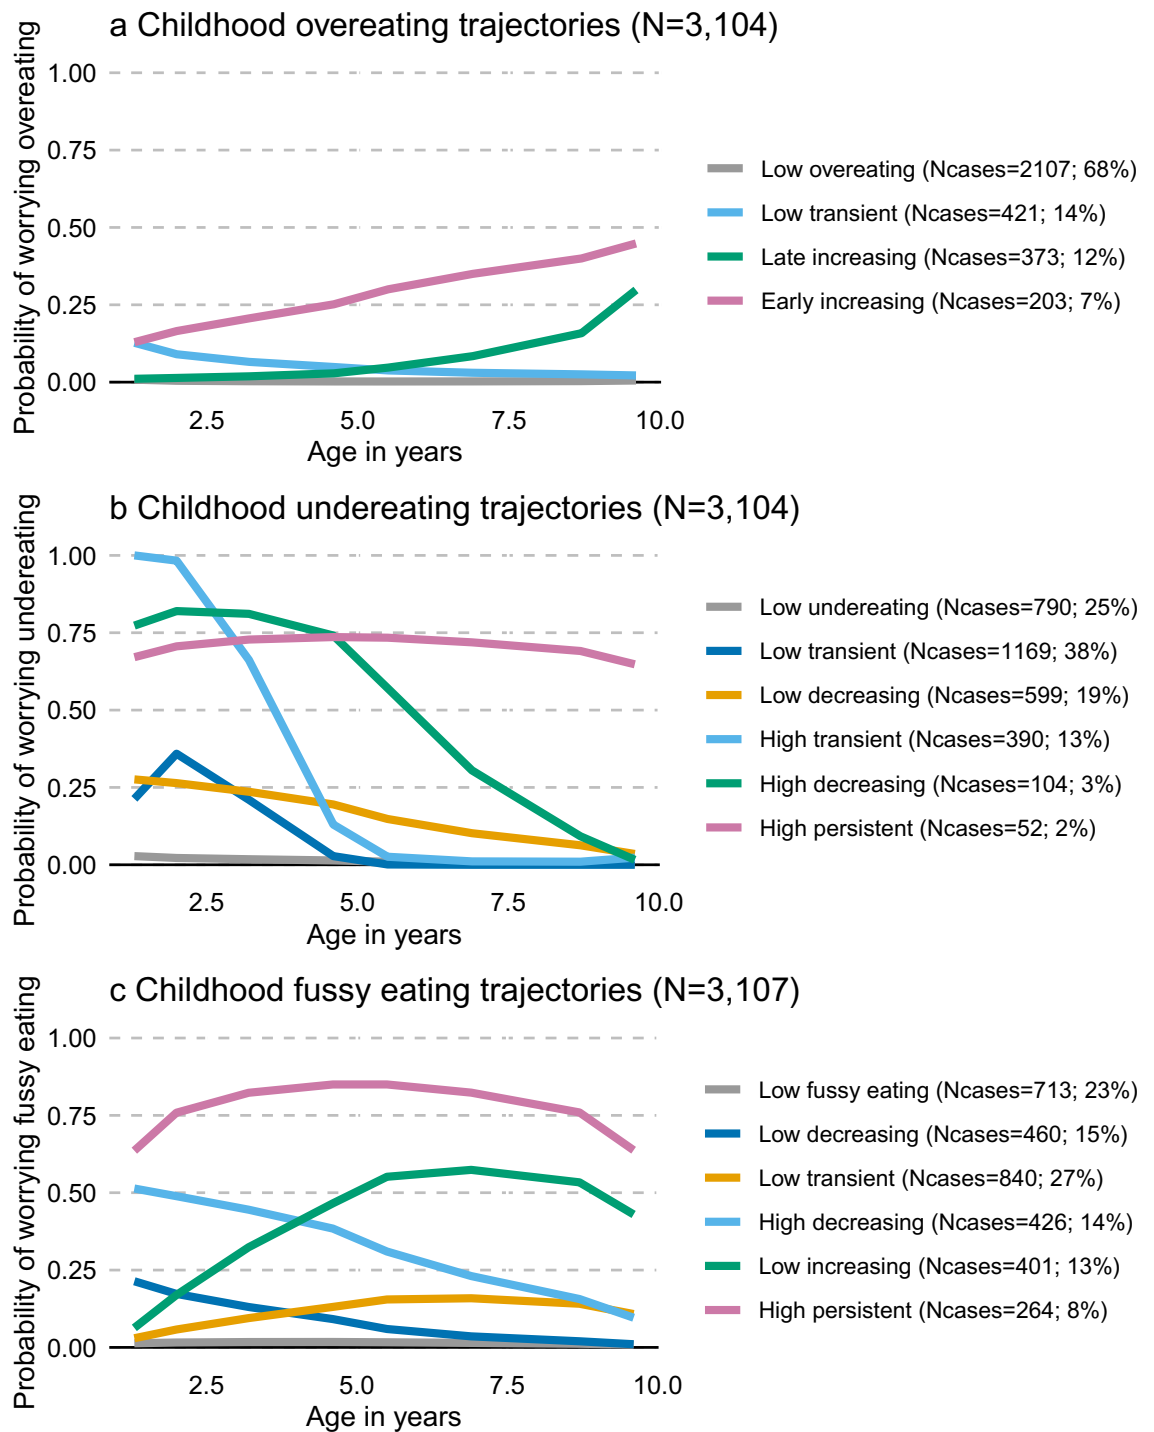 a Childhood overeating trajectories (N=3,104)
Probability of worrying overeating
1.00
0.75
0.50
0.25
0.00
2.5 5.0 7.5 10.0
Age in years
Low overeating (Ncases=2107; 68%)
Low transient (Ncases=421; 14%)
Late increasing (Ncases=373; 12%)
Early increasing (Ncases=203; 7%)
b Childhood undereating trajectories (N=3,104)
Probability of worrying undereating
1.00
0.75
0.50
0.25
0.00
2.5 5.0 7.5 10.0
Age in years
Low undereating (Ncases=790; 25%)
Low transient (Ncases=1169; 38%)
Low decreasing (Ncases=599; 19%)
High transient (Ncases=390; 13%)
High decreasing (Ncases=104; 3%)
High persistent (Ncases=52; 2%)
c Childhood fussy eating trajectories (N=3,107)
Probability of worrying fussy eating
1.00
0.75
0.50
0.25
0.00
2.5 5.0 7.5 10.0
Age in years
Low fussy eating (Ncases=713; 23%)
Low decreasing (Ncases=460; 15%)
Low transient (Ncases=840; 27%)
High decreasing (Ncases=426; 14%)
Low increasing (Ncases=401; 13%)
High persistent (Ncases=264; 8%)